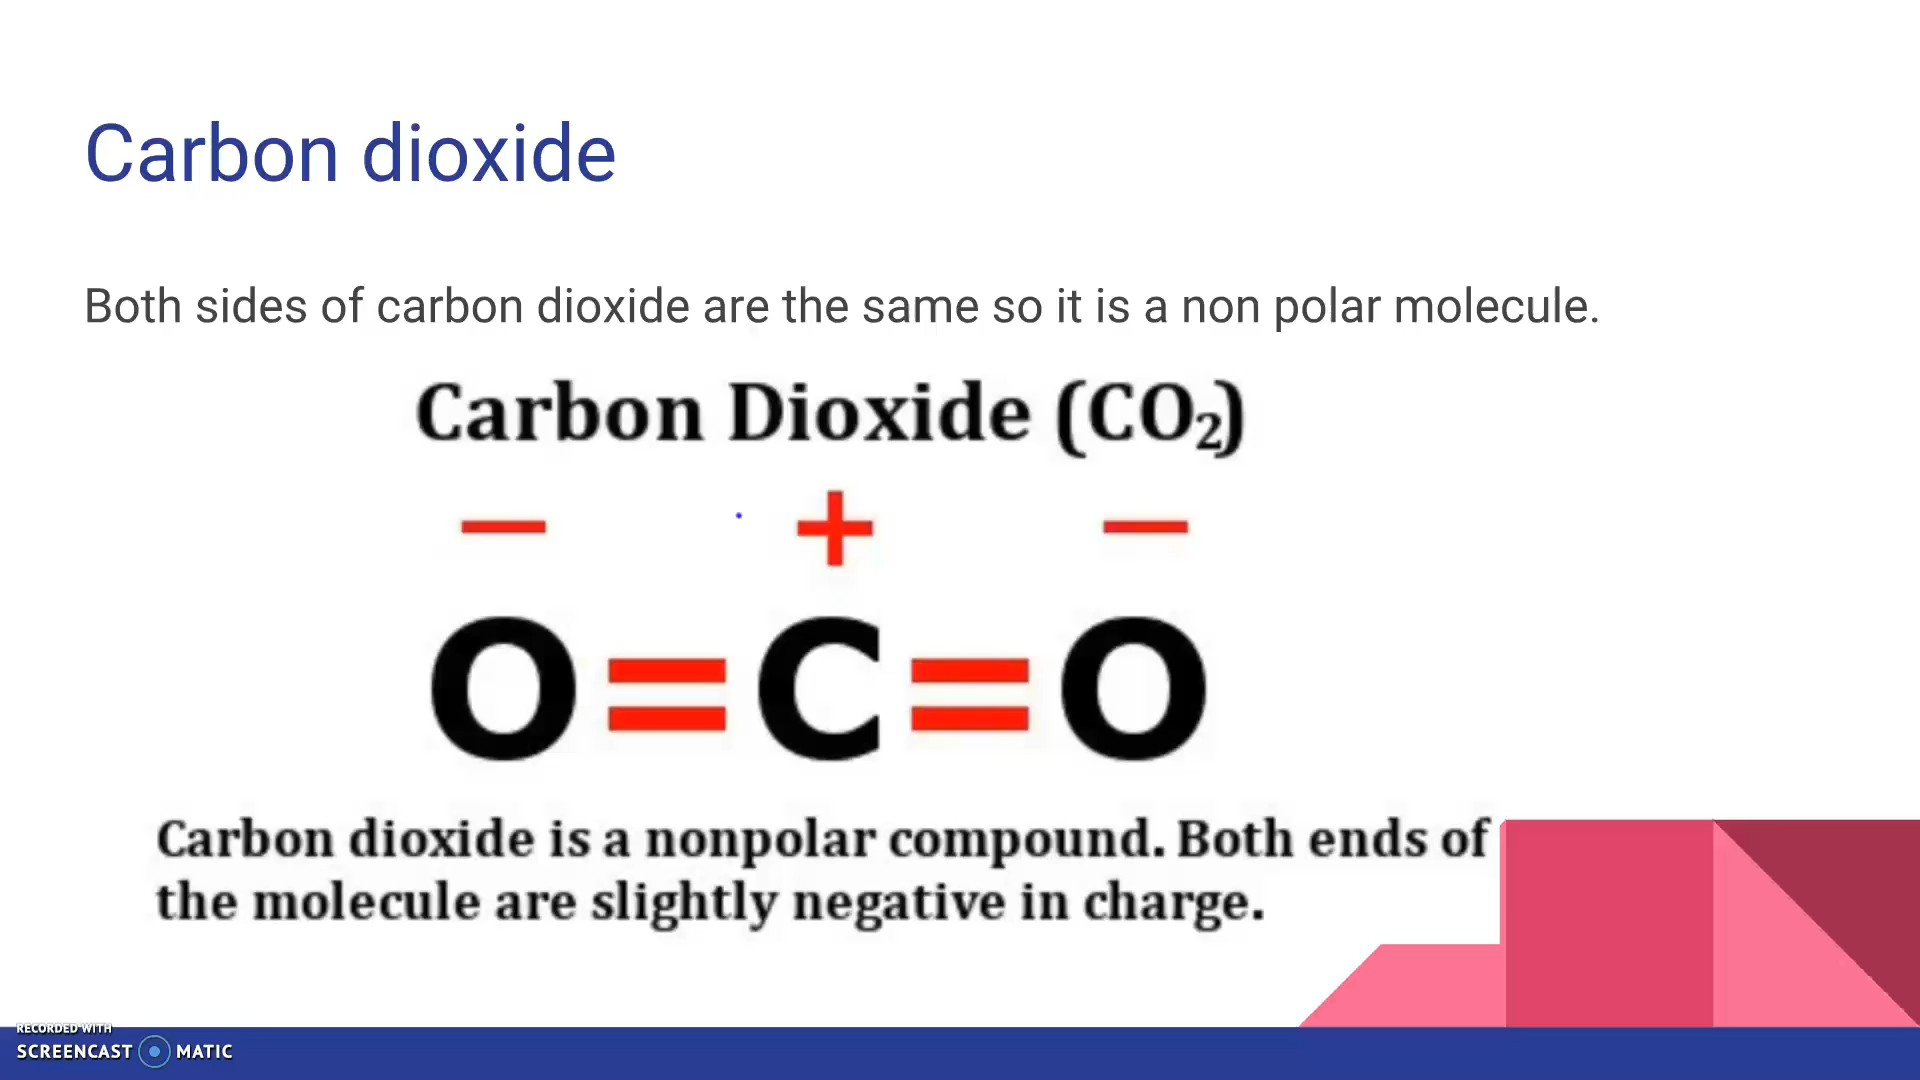 Carbon dioxide
Both sides of carbon dioxide are the same so it is a non polar molecule.
Carbon Dioxide (CO₂)
− + −
O=C=O
Carbon dioxide is a nonpolar compound. Both ends of
the molecule are slightly negative in charge.
RECORDED WITH
SCREENCAST MATIC